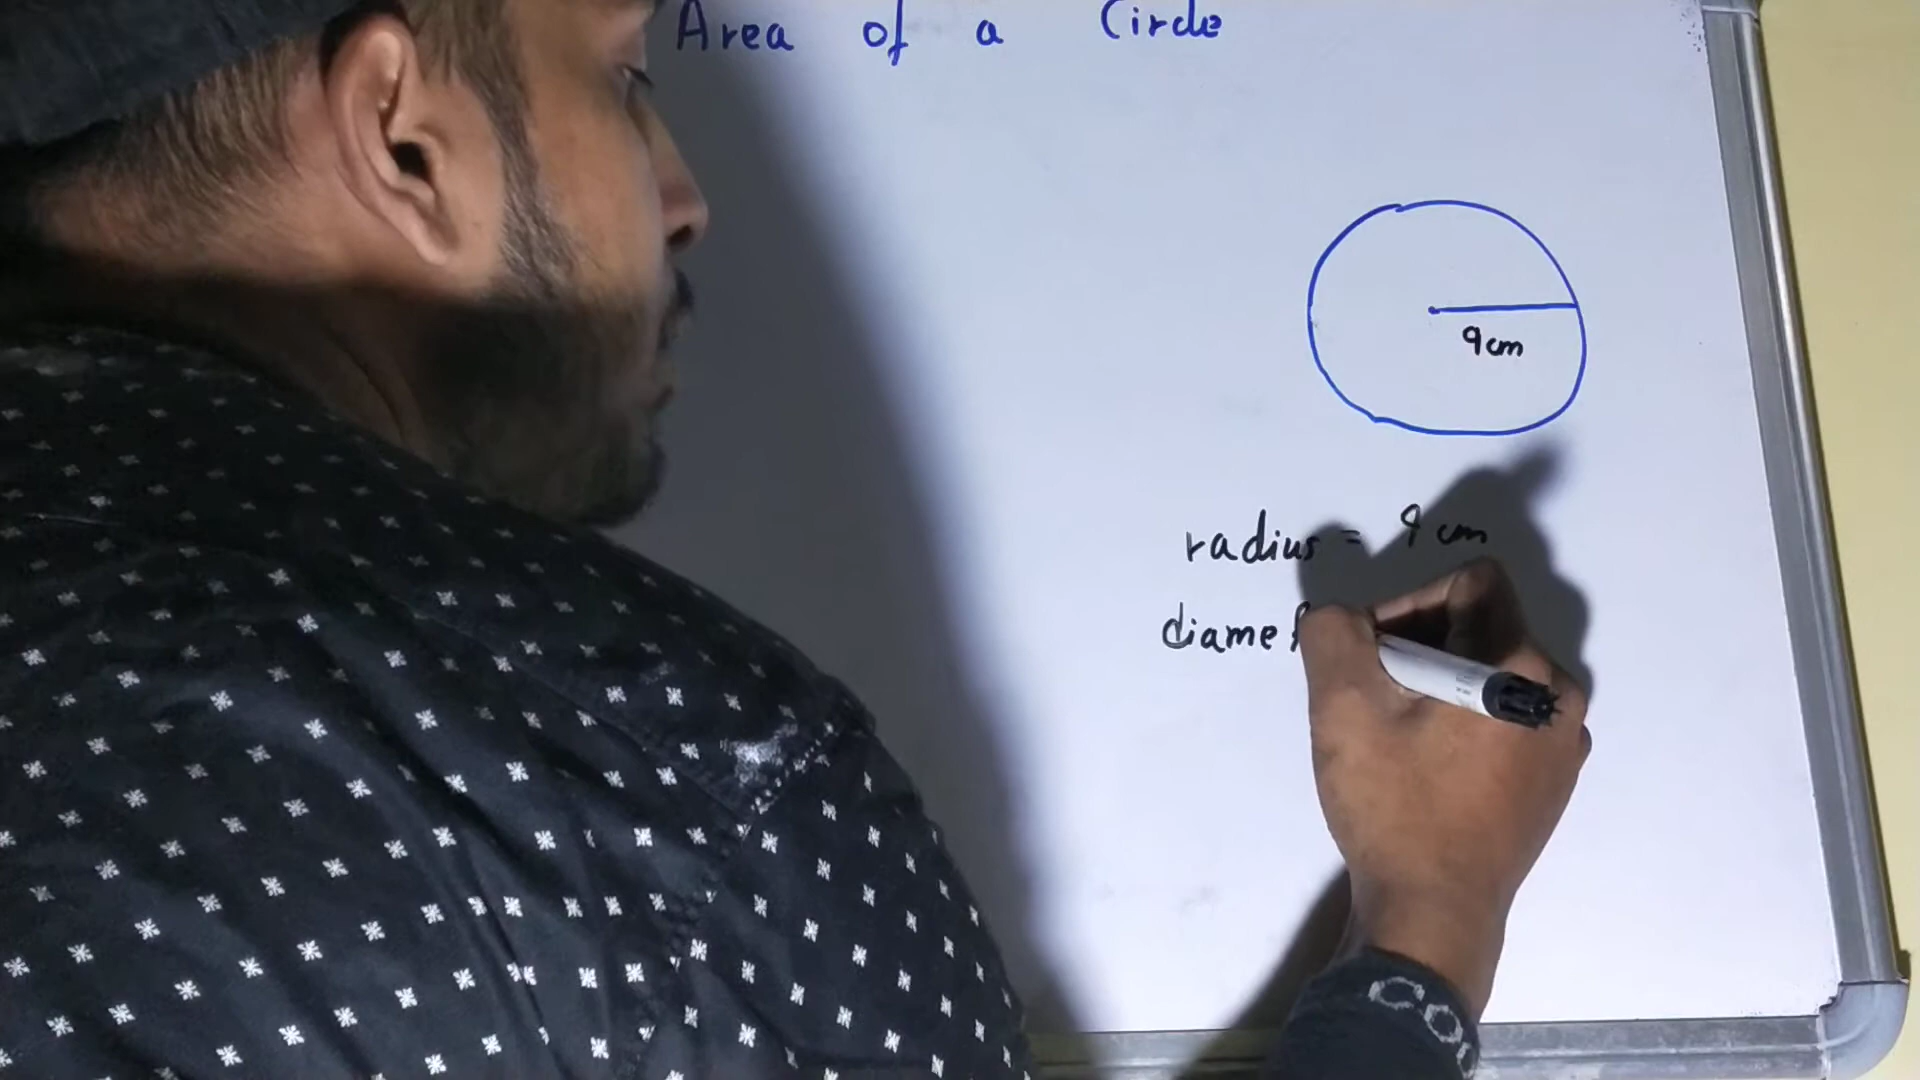 Area of a Circle
9cm
radius = 9 cm
diamet